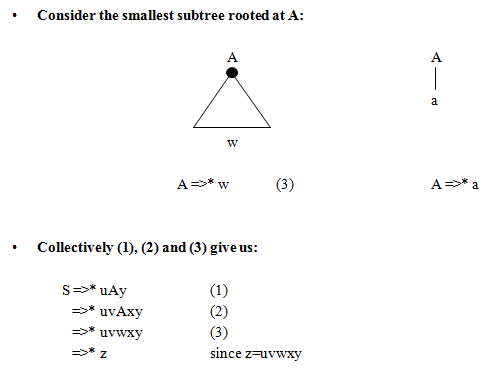 • Consider the smallest subtree rooted at A:
A A
a
w
A =>* w (3) A =>* a
• Collectively (1), (2) and (3) give us:
S =>* uAy (1)
=>* uvAxy (2)
=>* uvwxy (3)
=>* z since z=uvwxy